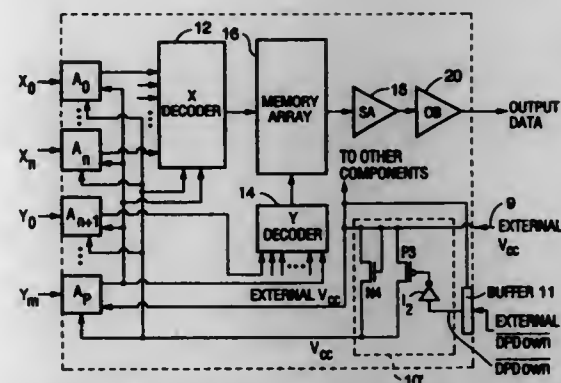 12
16
18
20
X0
A0
X
DECODER
MEMORY
ARRAY
SA
OB
OUTPUT
DATA
Xn
An
TO OTHER
COMPONENTS
14
Y0
An+1
Y
DECODER
9
EXTERNAL
VCC
P3
N4
I2
BUFFER 11
Ym
Ap
EXTERNAL VCC
EXTERNAL
DPDown
VCC
DPDown
10'